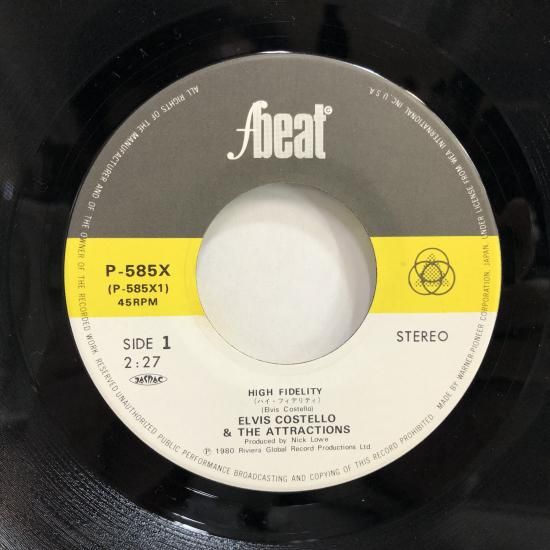 fbeat©
P-585X
(P-585X1)
45RPM
SIDE 1
2:27
JASRAC
STEREO
HIGH FIDELITY
(ハイ・フィデリティ)
(Elvis Costello)
ELVIS COSTELLO
& THE ATTRACTIONS
Produced by Nick Lowe
Ⓟ 1980 Riviera Global Record Productions Ltd.
ALL RIGHTS OF THE MANUFACTURER AND OF THE OWNER OF THE RECORDED WORK RESERVED. UNAUTHORIZED PUBLIC PERFORMANCE BROADCASTING AND COPYING OF THIS RECORD PROHIBITED. MADE BY WARNER-PIONEER CORPORATION, JAPAN. UNDER LICENSE FROM WEA INTERNATIONAL INC., U.S.A.